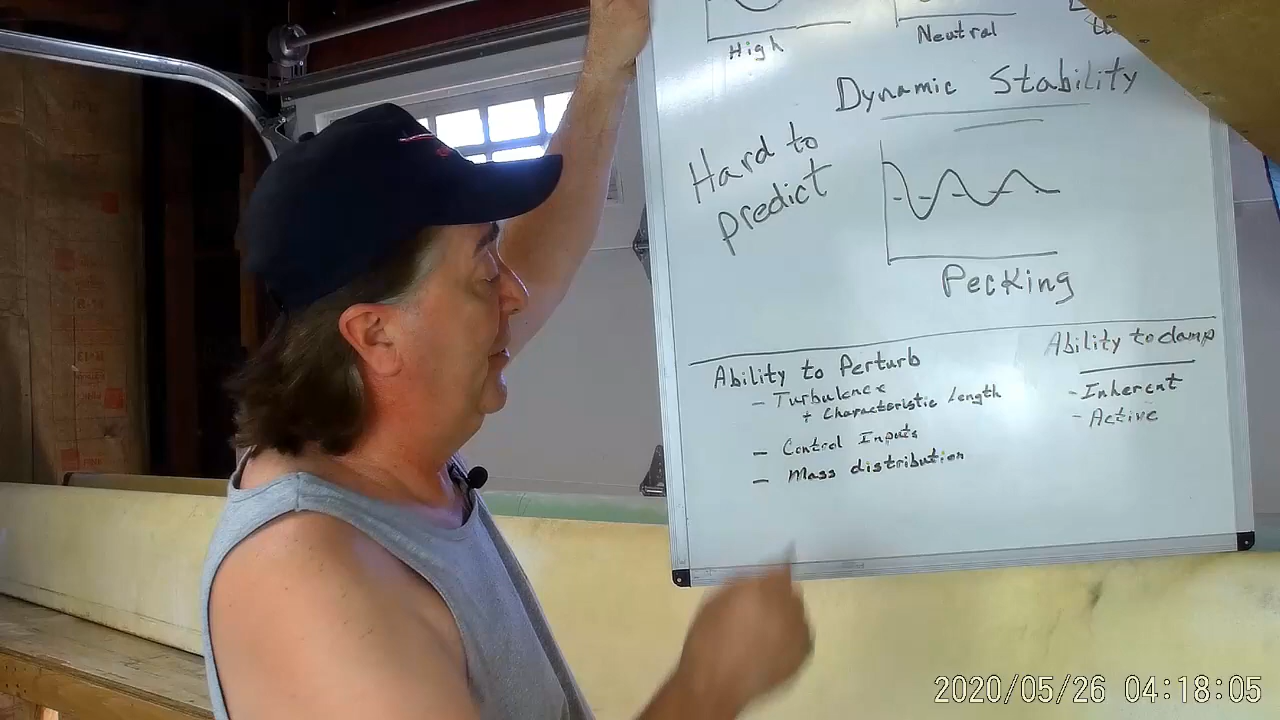 High
Neutral
Dynamic Stability
Hard to
predict
Pecking
Ability to Perturb
- Turbulence
+ Characteristic Length
- Control Inputs
- Mass distribution
Ability to damp
- Inherent
- Active
2020/05/26 04:18:05